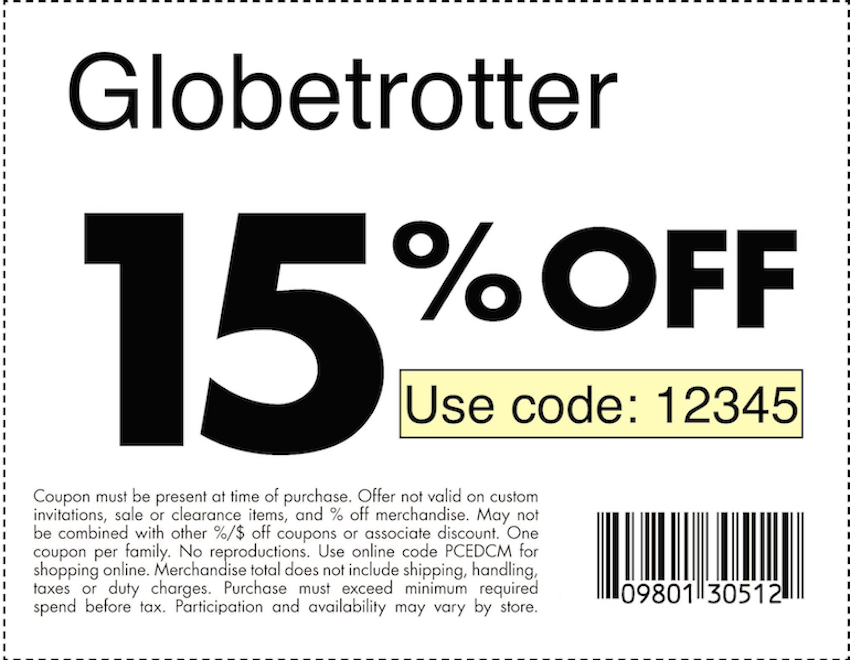 Globetrotter
15% OFF
Use code: 12345
Coupon must be present at time of purchase. Offer not valid on custom
invitations, sale or clearance items, and % off merchandise. May not
be combined with other %/$ off coupons or associate discount. One
coupon per family. No reproductions. Use online code PCEDCM for
shopping online. Merchandise total does not include shipping, handling,
taxes or duty charges. Purchase must exceed minimum required
spend before tax. Participation and availability may vary by store.
09801 30512